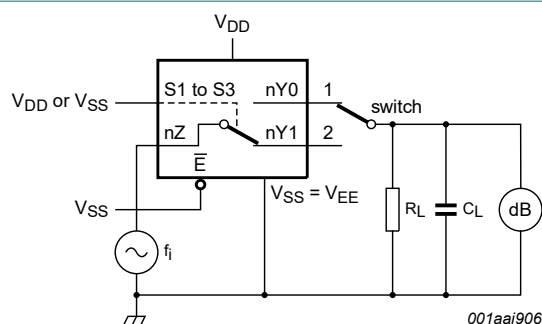 VDD
S1 to S3
nY0
1
switch
VDD or VSS
nZ
nY1
2
E
VSS
VSS = VEE
RL
CL
dB
fi
001aaj906